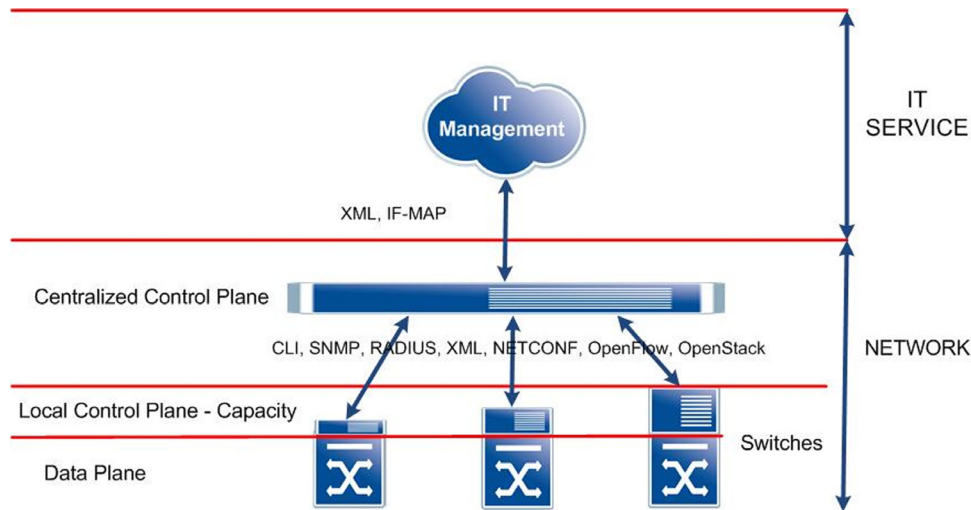 IT
Management
IT
SERVICE
XML, IF-MAP
Centralized Control Plane
CLI, SNMP, RADIUS, XML, NETCONF, OpenFlow, OpenStack
NETWORK
Local Control Plane - Capacity
Switches
Data Plane